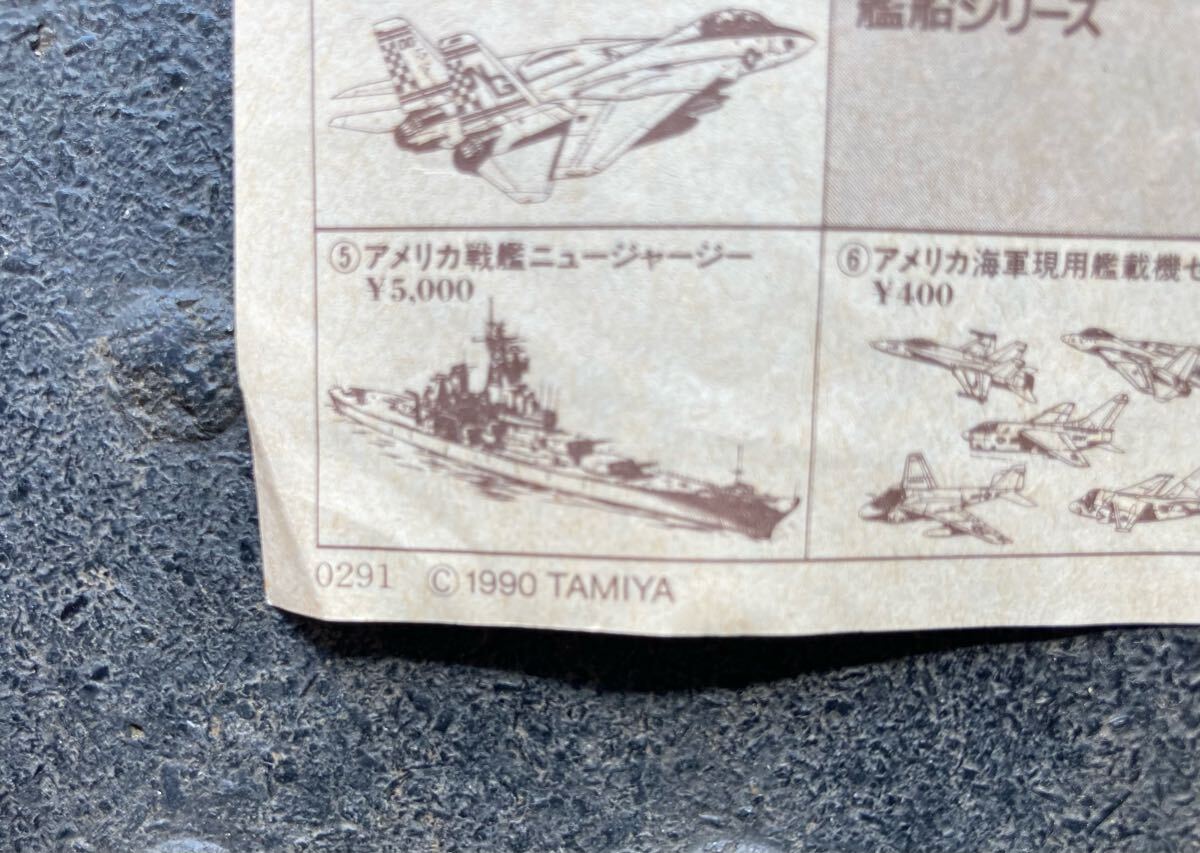 艦船シリーズ
⑤アメリカ戦艦ニュージャージー
¥5,000
⑥アメリカ海軍現用艦載機セ
¥400
0291 © 1990 TAMIYA